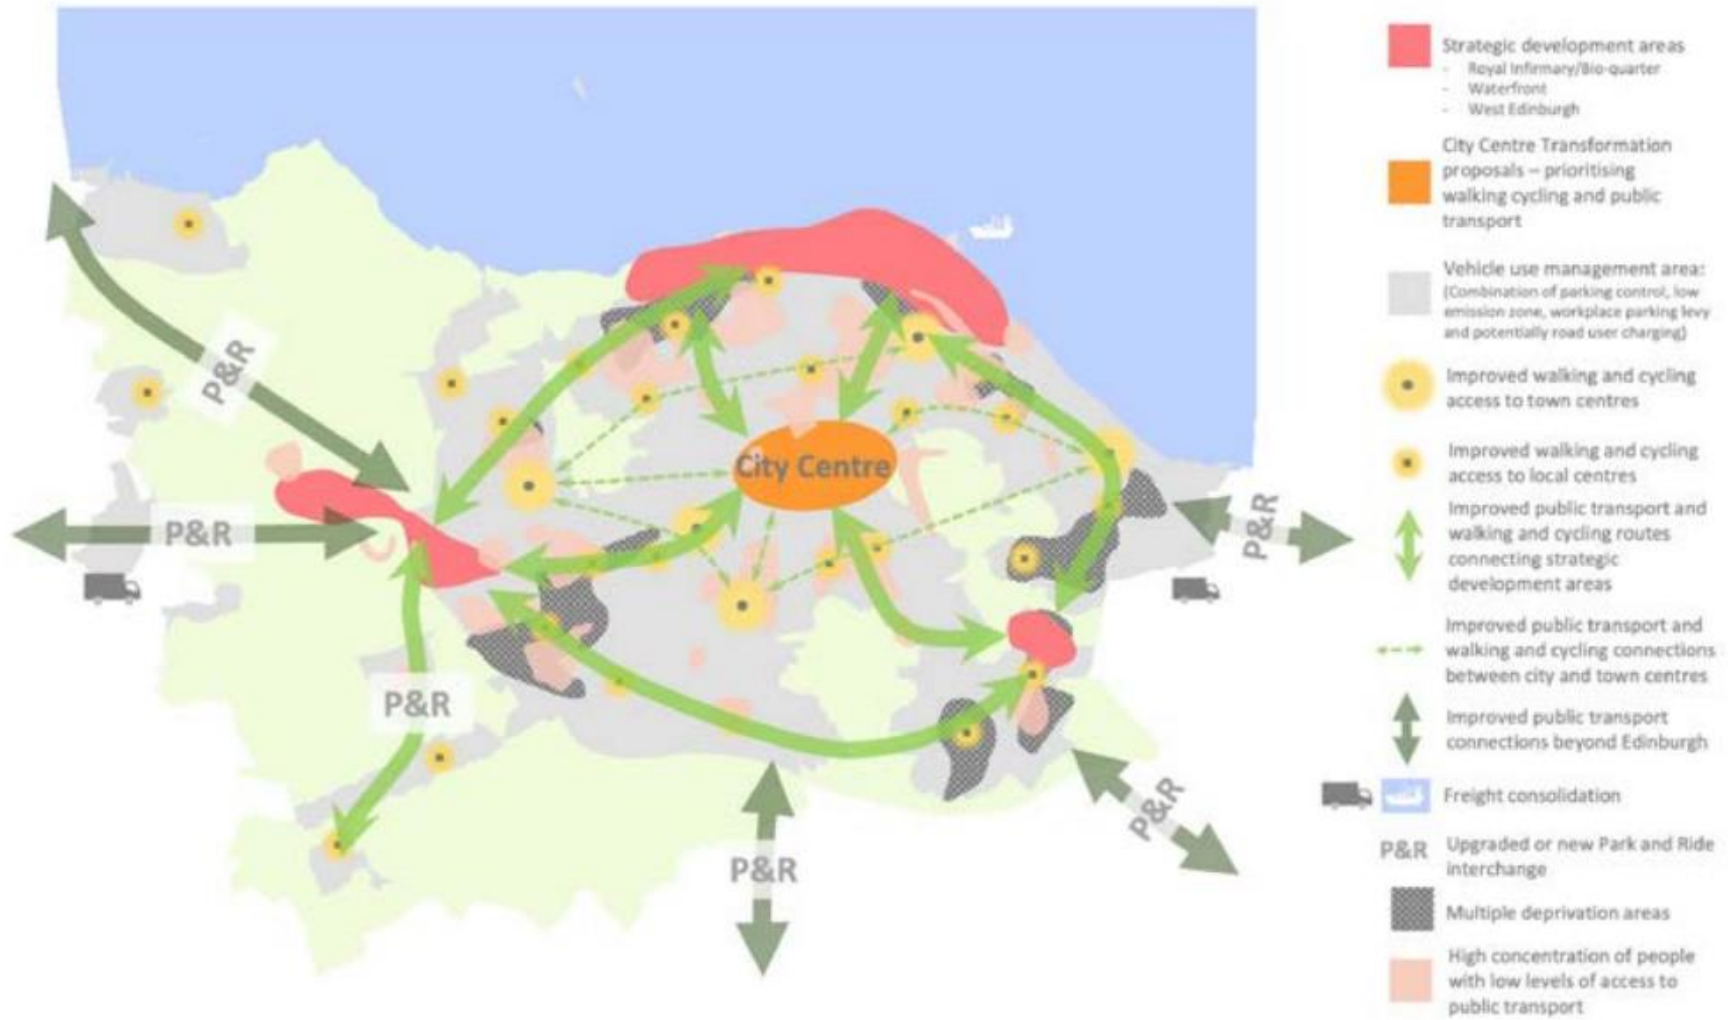 P&R
P&R
P&R
P&R
P&R
P&R
City Centre
Strategic development areas
- Royal Infirmary/Bio-quarter
- Waterfront
- West Edinburgh
City Centre Transformation
proposals – prioritising
walking cycling and public
transport
Vehicle use management area:
(Combination of parking control, low
emission zone, workplace parking levy
and potentially road user charging)
Improved walking and cycling
access to town centres
Improved walking and cycling
access to local centres
Improved public transport and
walking and cycling routes
connecting strategic
development areas
Improved public transport and
walking and cycling connections
between city and town centres
Improved public transport
connections beyond Edinburgh
Freight consolidation
P&R Upgraded or new Park and Ride
interchange
Multiple deprivation areas
High concentration of people
with low levels of access to
public transport